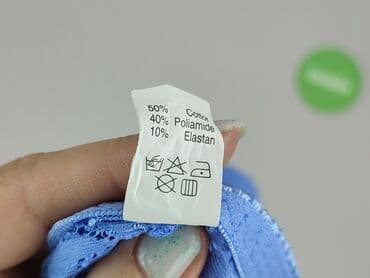 50% Cotton
40% Poliamide
10% Elastan